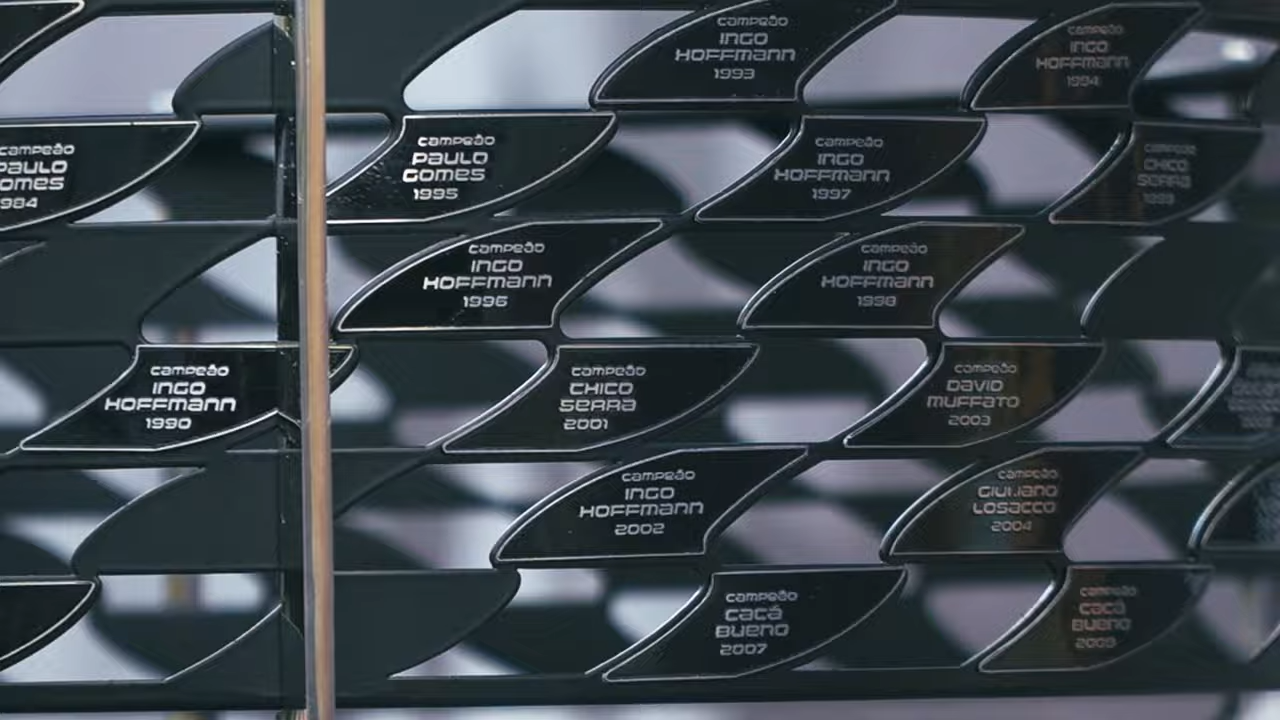 CAMPEÃO
INGO
HOFFMANN
1993
CAMPEÃO
INGO
HOFFMANN
1994
CAMPEÃO
PAULO
GOMES
1984
CAMPEÃO
PAULO
GOMES
1995
CAMPEÃO
INGO
HOFFMANN
1997
CAMPEÃO
CHICO
SERRA
CAMPEÃO
INGO
HOFFMANN
1996
CAMPEÃO
INGO
HOFFMANN
1998
CAMPEÃO
INGO
HOFFMANN
1990
CAMPEÃO
CHICO
SERRA
2001
CAMPEÃO
DAVID
MUFFATO
2003
CAMPEÃO
INGO
HOFFMANN
2002
CAMPEÃO
GIULIANO
LOSACCO
2004
CAMPEÃO
CACÁ
BUENO
2007
CAMPEÃO
CACÁ
BUENO